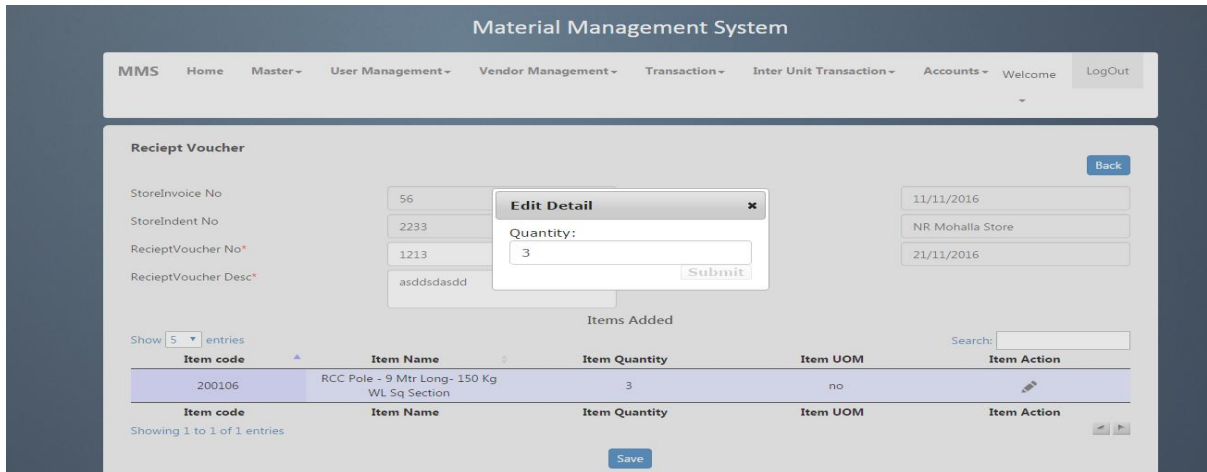 Material Management System
MMS Home Master User Management Vendor Management Transaction Inter Unit Transaction Accounts Welcome LogOut
Reciept Voucher
Back
StoreInvoice No 56 11/11/2016
StoreIndent No 2233 NR Mohalla Store
RecieptVoucher No* 1213 21/11/2016
RecieptVoucher Desc* asddsdasdd
Edit Detail
Quantity:
3
Submit
Items Added
Show 5 entries Search:
Item code Item Name Item Quantity Item UOM Item Action
200106 RCC Pole - 9 Mtr Long- 150 Kg 3 no
WL Sq Section
Item code Item Name Item Quantity Item UOM Item Action
Showing 1 to 1 of 1 entries
Save